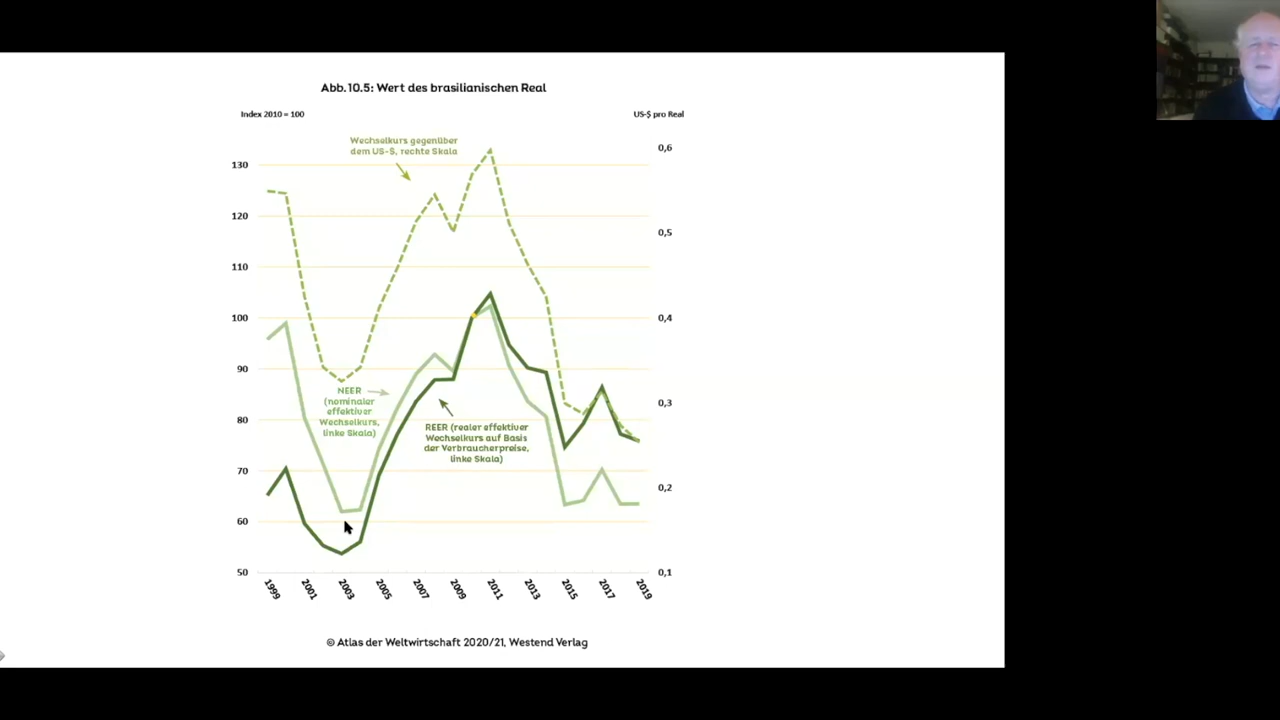 Abb. 10.5: Wert des brasilianischen Real
Index 2010 = 100
US-$ pro Real
Wechselkurs gegenüber
dem US-$, rechte Skala
130
120
110
100
90
80
70
60
50
0,6
0,5
0,4
0,3
0,2
0,1
NEER
(nominaler
effektiver
Wechselkurs,
linke Skala)
REER (realer effektiver
Wechselkurs auf Basis
der Verbraucherpreise,
linke Skala)
1999
2001
2003
2005
2007
2009
2011
2013
2015
2017
2019
© Atlas der Weltwirtschaft 2020/21, Westend Verlag